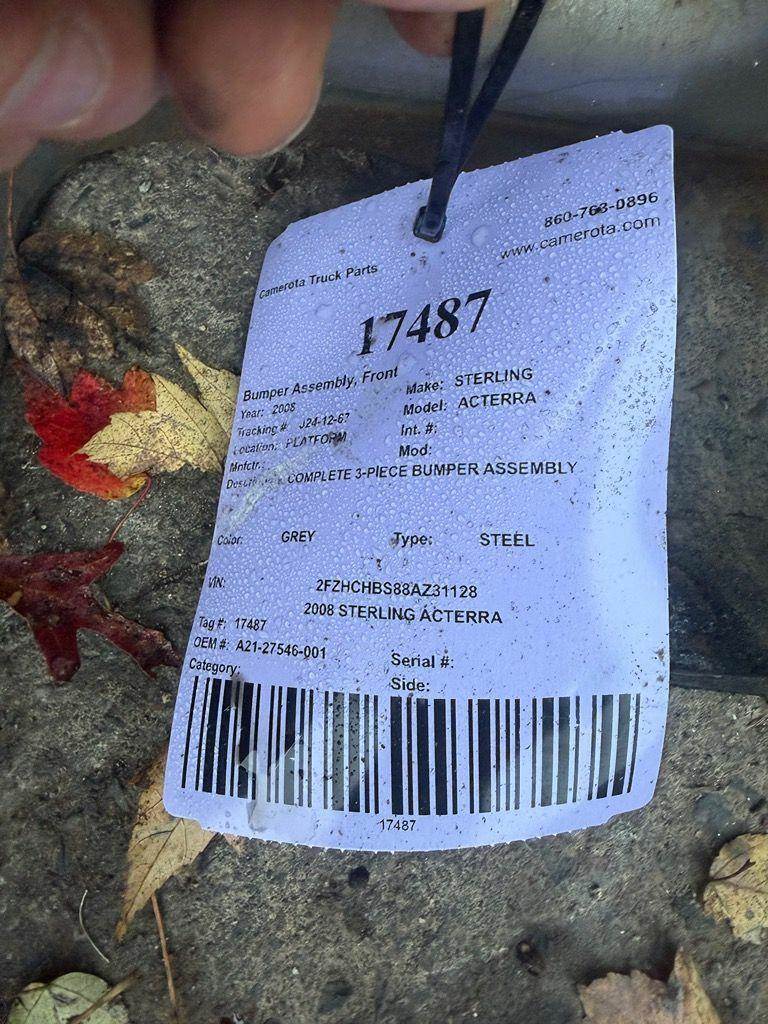 860-763-0896
www.camerota.com
Camerota Truck Parts
17487
Bumper Assembly, Front
Year: 2008
Make: STERLING
Tracking # J24-12-67
Model: ACTERRA
Location: PLATFORM
Int. #:
Mnfctr.:
Mod:
COMPLETE 3-PIECE BUMPER ASSEMBLY
Color: GREY Type: STEEL
VIN: 2FZHCHBS88AZ31128
2008 STERLING ACTERRA
Tag #: 17487
OEM #: A21-27546-001
Serial #:
Category:
Side:
17487